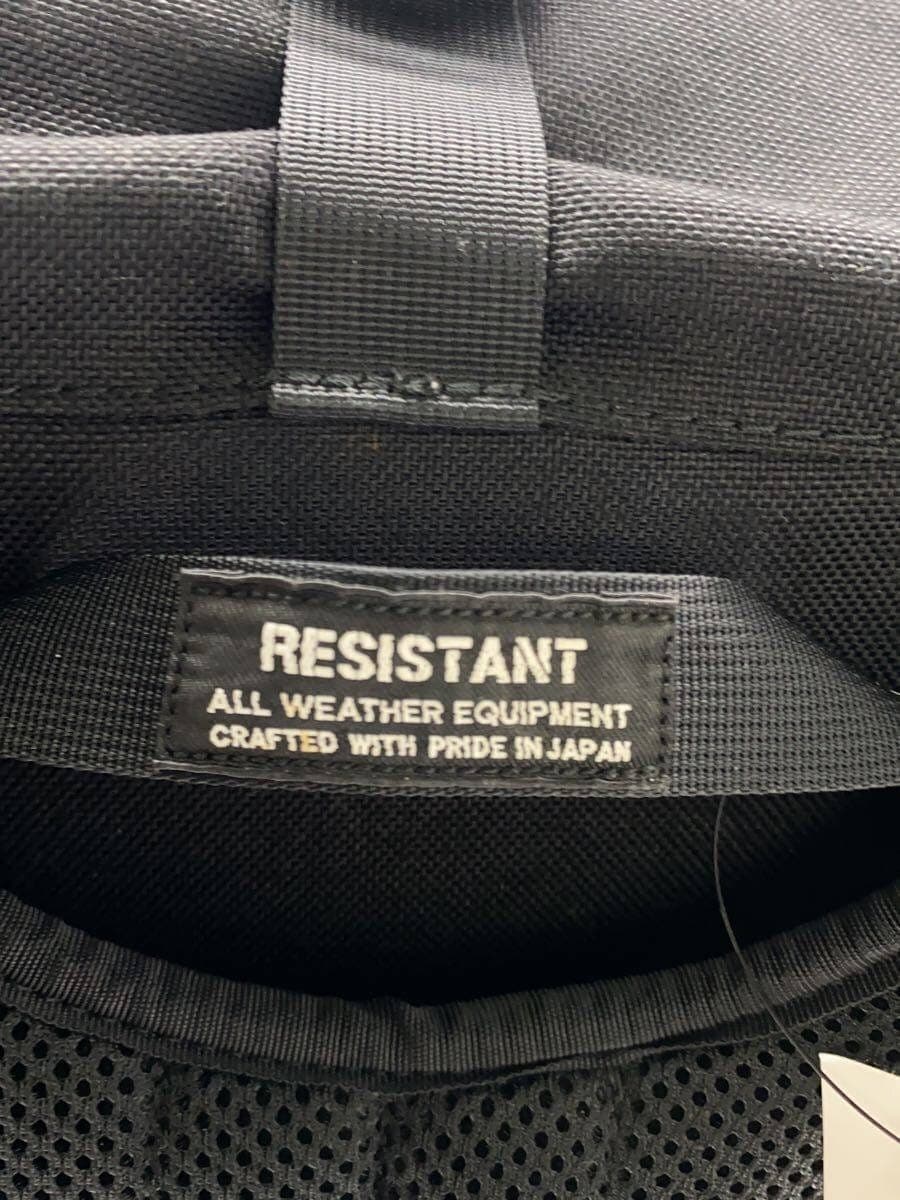 RESISTANT
ALL WEATHER EQUIPMENT
CRAFTED WITH PRIDE IN JAPAN